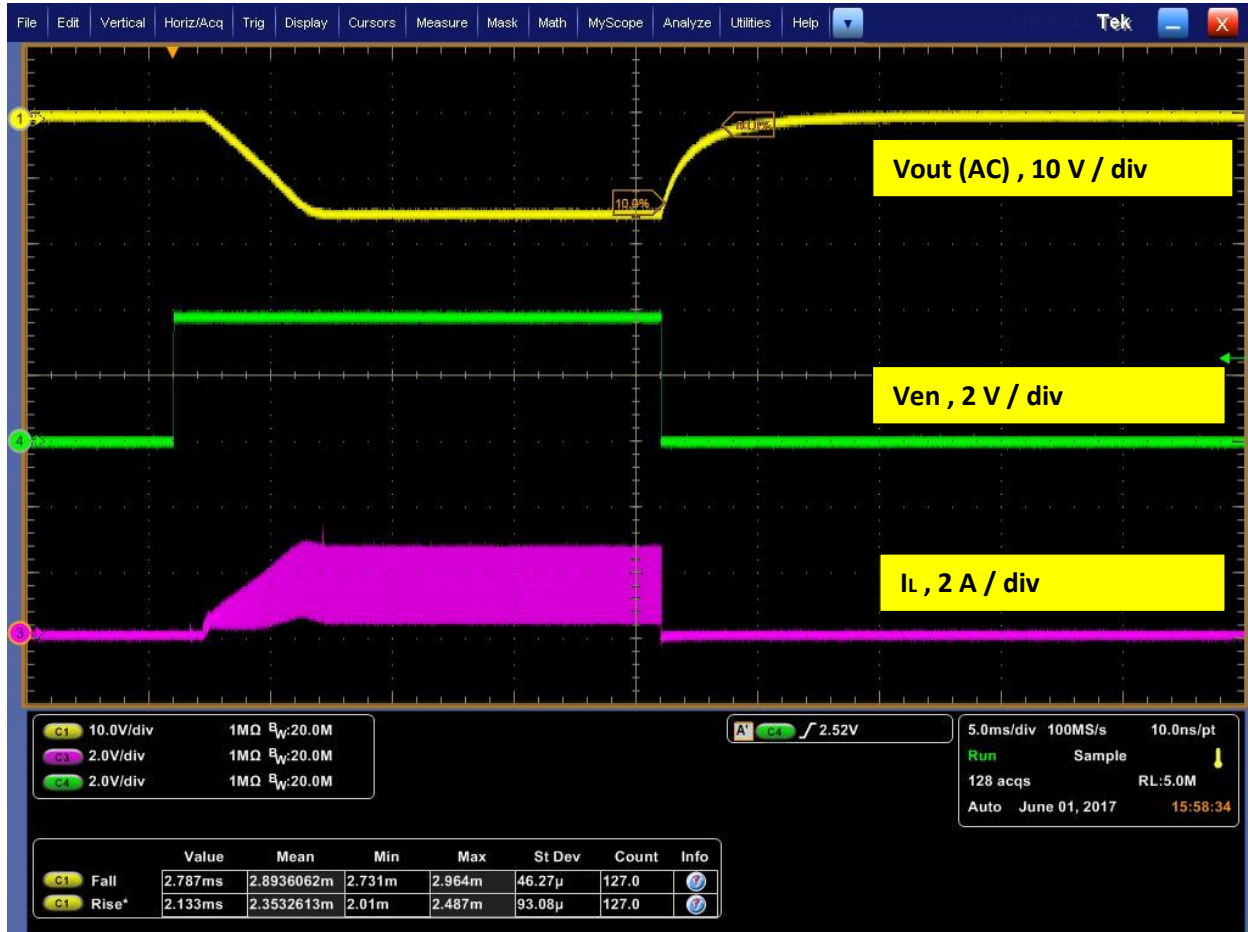 File Edit Vertical Horiz/Acq Trig Display Cursors Measure Mask Math MyScope Analyze Utilities Help Tek X
1
10.0%
Vout (AC) , 10 V / div
4
Ven , 2 V / div
3
IL , 2 A / div
C1 10.0V/div 1MΩ BW:20.0M
C3 2.0V/div 1MΩ BW:20.0M
C4 2.0V/div 1MΩ BW:20.0M
A' C4 2.52V
5.0ms/div 100MS/s 10.0ns/pt
Run Sample
128 acqs RL:5.0M
Auto June 01, 2017 15:58:34
Value Mean Min Max St Dev Count Info
C1 Fall 2.787ms 2.8936062m 2.731m 2.964m 46.27µ 127.0
C1 Rise* 2.133ms 2.3532613m 2.01m 2.487m 93.08µ 127.0